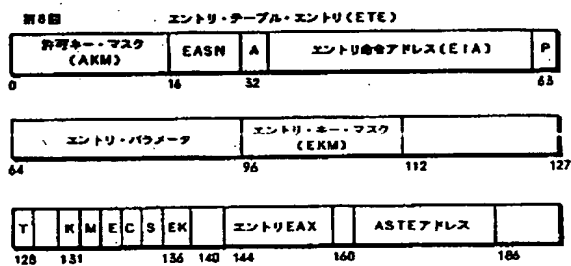 第8図 エントリ・テーブル・エントリ(ETE)
許可キー・マスク
(AKM)
EASN
A
エントリ命令アドレス(EIA)
P
0 16 32 63
エントリ・パラメータ
エントリ・キー・マスク
(EKM)
64 96 112 127
T K M E C S EK エントリEAX ASTEアドレス
128 131 136 140 144 160 186